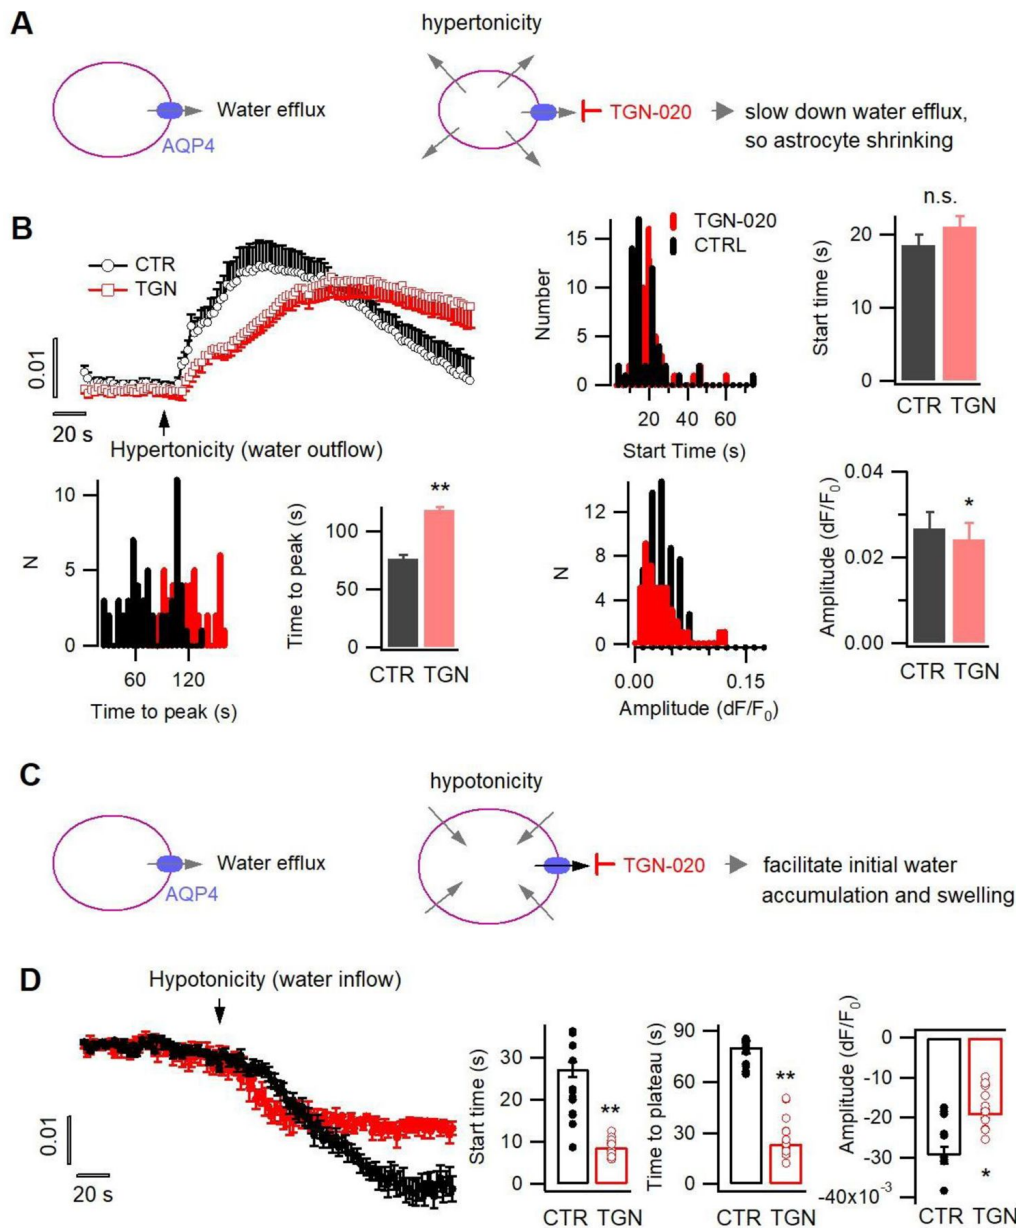 A
hypertonicity
Water efflux
AQP4
TGN-020
slow down water efflux,
so astrocyte shrinking
B
CTR
TGN
0.01
20 s
Hypertonicity (water outflow)
TGN-020
CTRL
15
10
5
0
Number
20 40 60
Start Time (s)
n.s.
20
10
0
Start time (s)
CTR TGN
10
5
0
N
60 120
Time to peak (s)
**
100
50
0
Time to peak (s)
CTR TGN
12
8
4
0
N
0.00 0.15
Amplitude (dF/F₀)
0.04
0.02
0.00
*
Amplitude (dF/F₀)
CTR TGN
C
hypotonicity
Water efflux
AQP4
TGN-020
facilitate initial water
accumulation and swelling
D
Hypotonicity (water inflow)
0.01
20 s
30
20
10
0
**
Start time (s)
CTR TGN
90
60
30
0
**
Time to plateau (s)
CTR TGN
0
-10
-20
-30
-40x10⁻³
*
Amplitude (dF/F₀)
CTR TGN